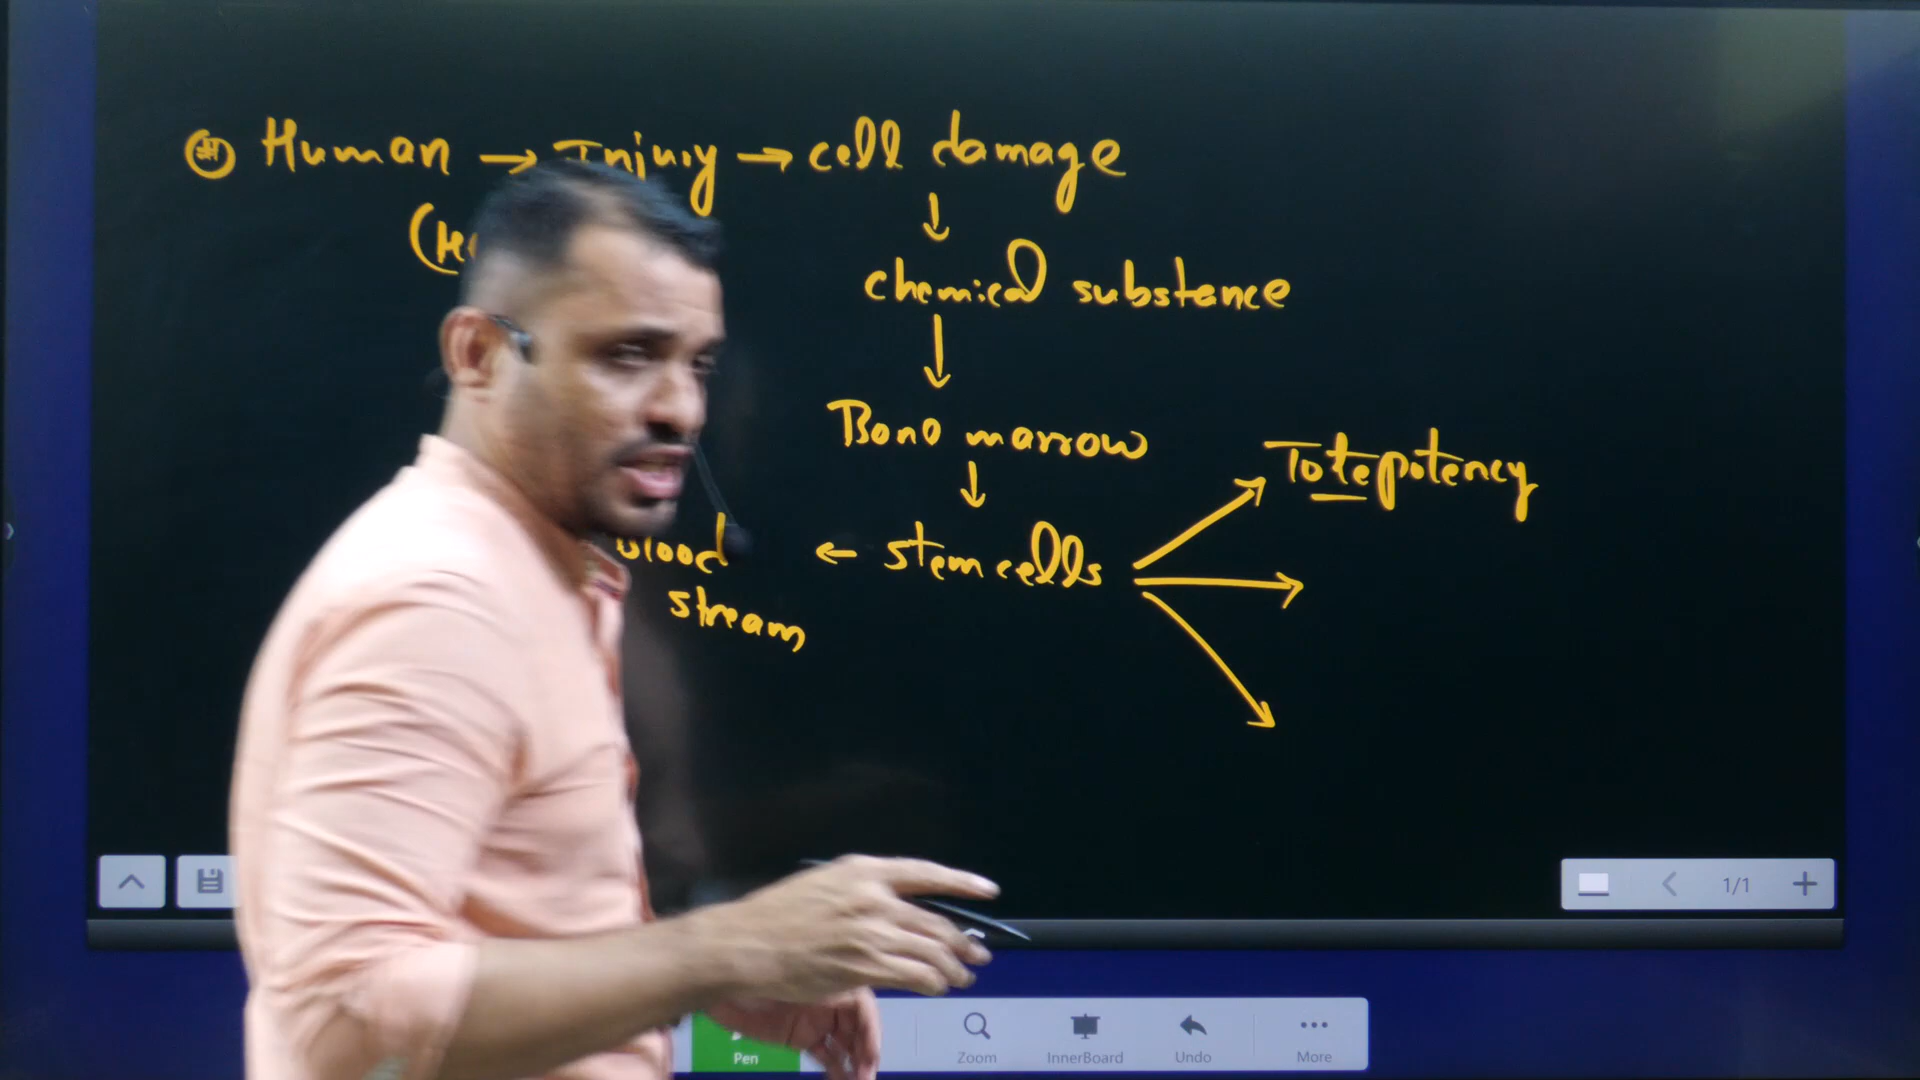 Human → Injury → cell damage
↓
chemical substance
↓
Bone marrow
↓
Totepotency
Blood ← stem cells
stream
1/1
Pen
Zoom
InnerBoard
Undo
More